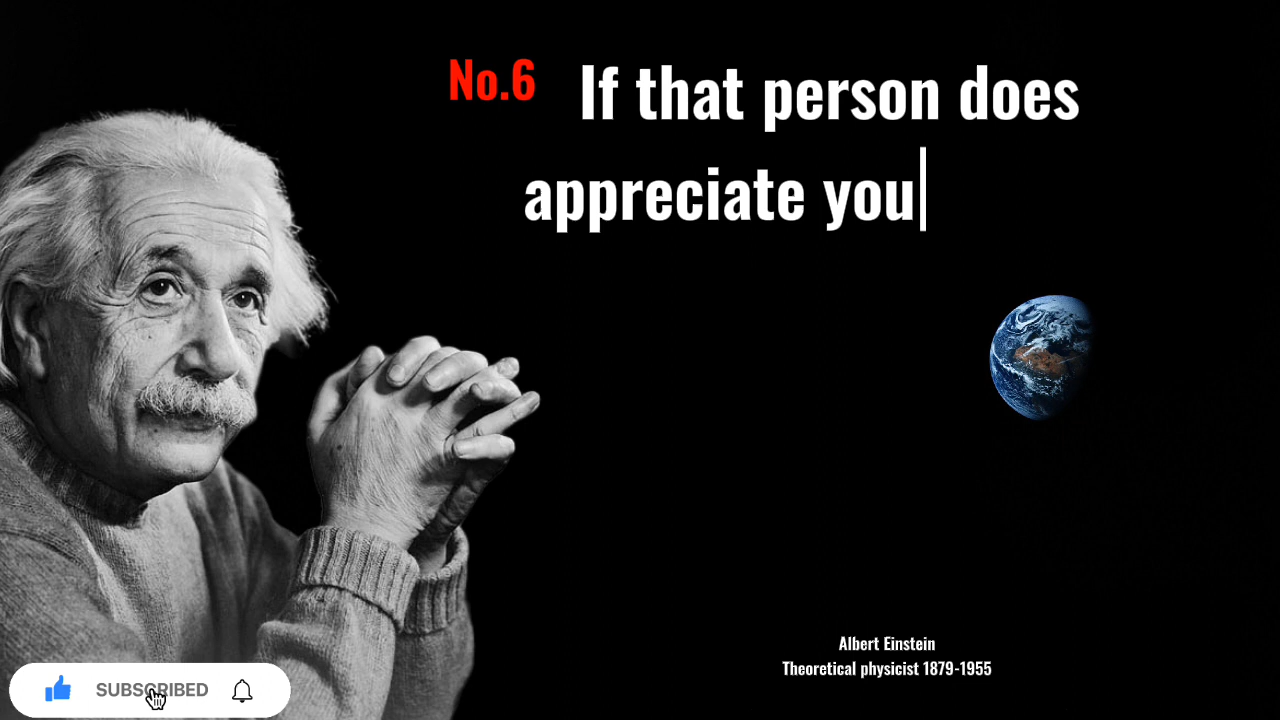 No.6 If that person does
appreciate you
Albert Einstein
Theoretical physicist 1879-1955
SUBSCRIBED